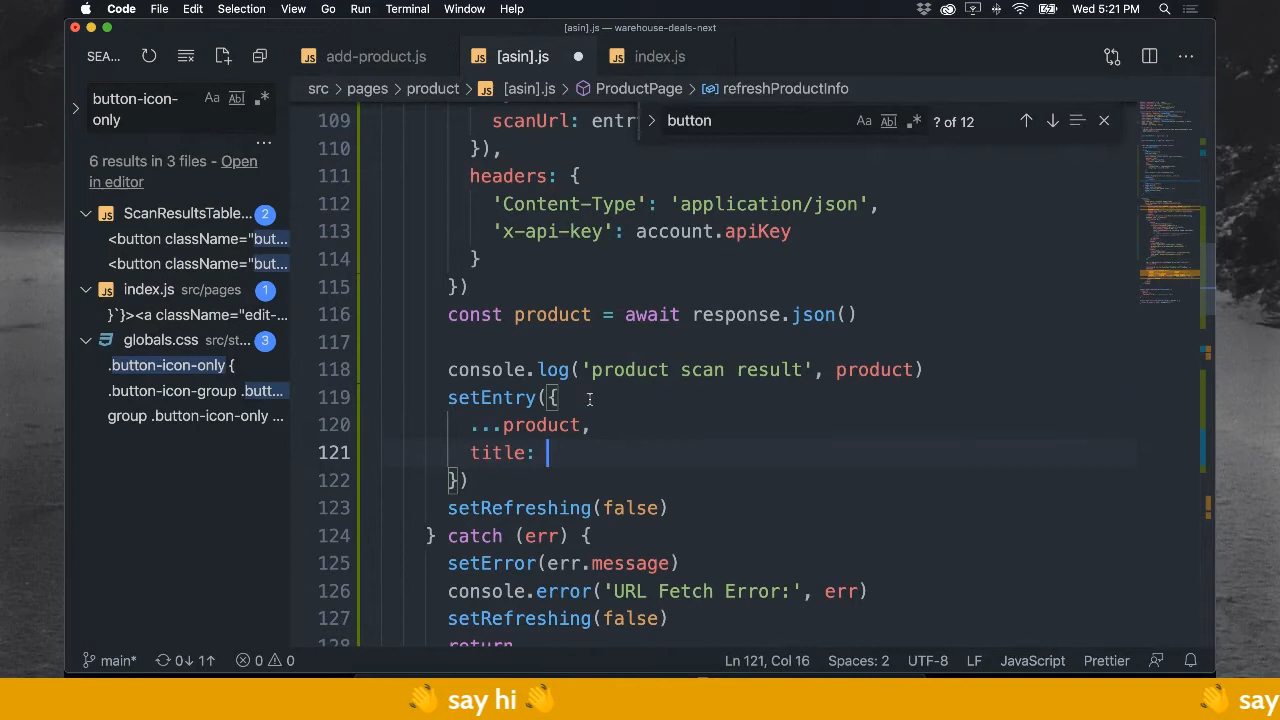 Code File Edit Selection View Go Run Terminal Window Help Wed 5:21 PM
[asin].js — warehouse-deals-next
SEA...
JS add-product.js
JS [asin].js
JS index.js
src > pages > product > JS [asin].js > ProductPage > refreshProductInfo
button-icon-only Aa Abl .*
button Aa Abl .* ? of 12
6 results in 3 files - Open in editor
JS ScanResultsTable... 2
<button className="but...
<button className="but...
JS index.js src/pages 1
}`}><a className="edit-...
globals.css src/st... 3
.button-icon-only {
.button-icon-group .butt...
group .button-icon-only ...
109 scanUrl: entr
110 }),
111 headers: {
112 'Content-Type': 'application/json',
113 'x-api-key': account.apiKey
114 }
115 })
116 const product = await response.json()
117
118 console.log('product scan result', product)
119 setEntry({
120 ...product,
121 title:
122 })
123 setRefreshing(false)
124 } catch (err) {
125 setError(err.message)
126 console.error('URL Fetch Error:', err)
127 setRefreshing(false)
128 return
main* 0↓ 1↑ 0 0 Ln 121, Col 16 Spaces: 2 UTF-8 LF JavaScript Prettier
👋 say hi 👋 👋 say